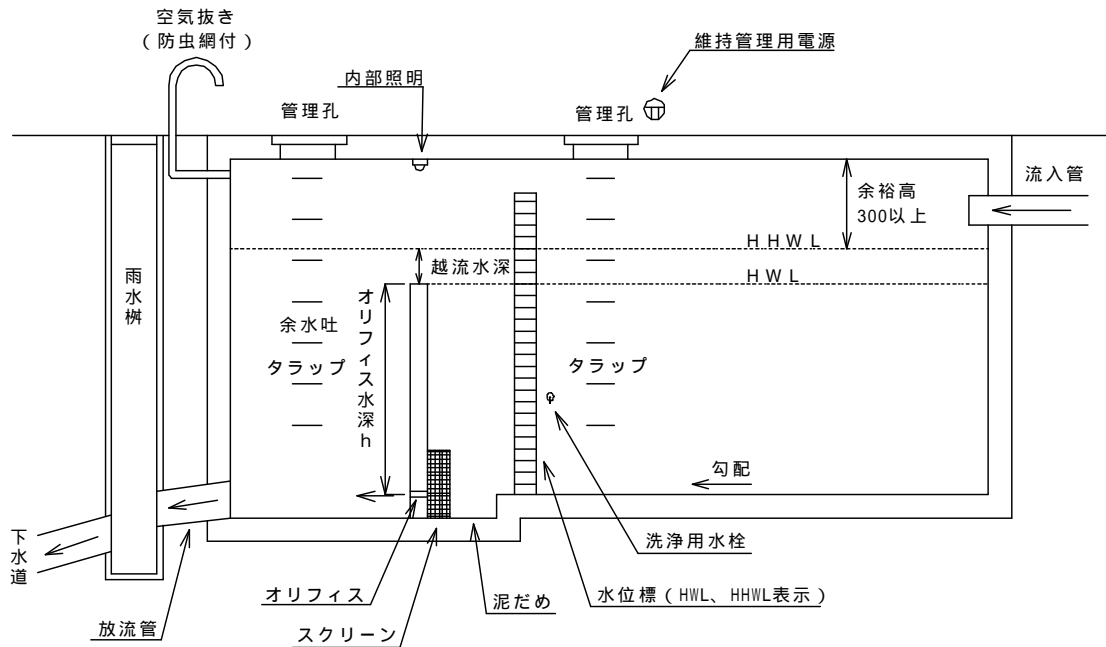 空気抜き
（防虫網付）
維持管理用電源
内部照明
管理孔
管理孔
流入管
余裕高
300以上
HHWL
越流水深
HWL
雨水桝
オリフィス水深h
余水吐
タラップ
タラップ
勾配
下水道
洗浄用水栓
オリフィス
泥だめ
水位標（HWL、HHWL表示）
放流管
スクリーン